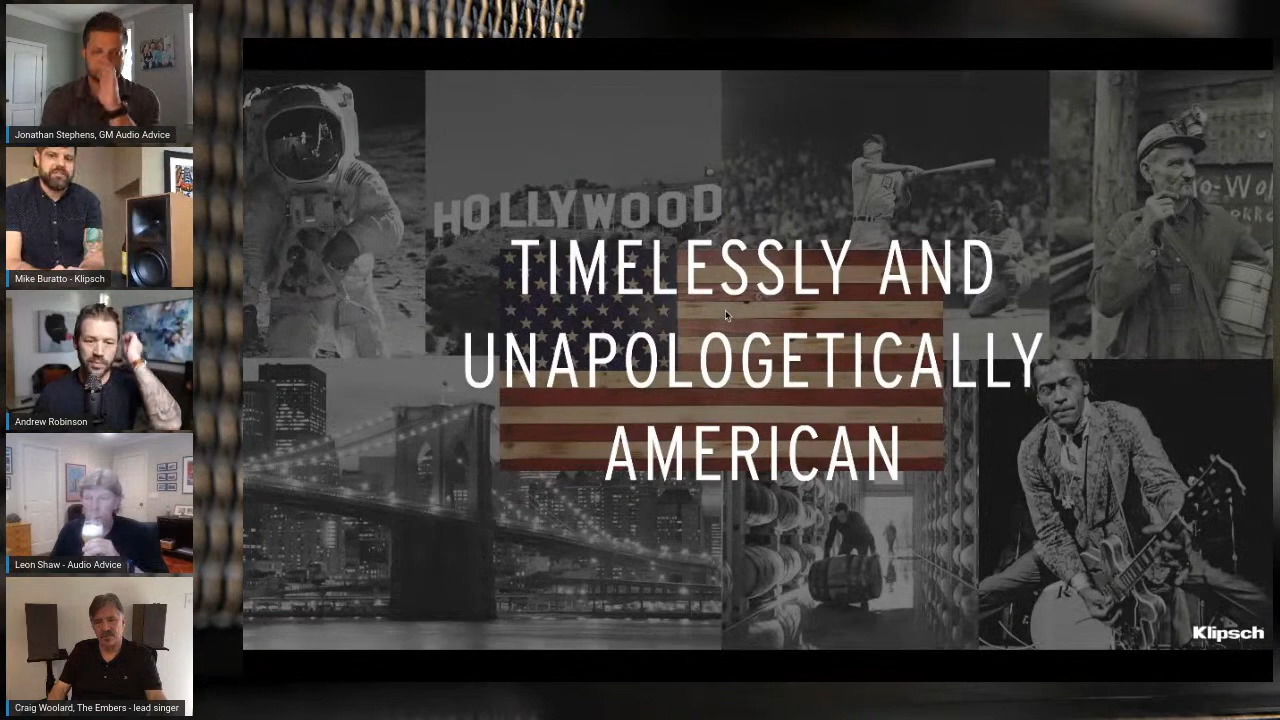 Jonathan Stephens, GM Audio Advice
Mike Buratto - Klipsch
Andrew Robinson
Leon Shaw - Audio Advice
Craig Woolard, The Embers - lead singer
HOLLYWOOD
TIMELESSLY AND
UNAPOLOGETICALLY
AMERICAN
Klipsch